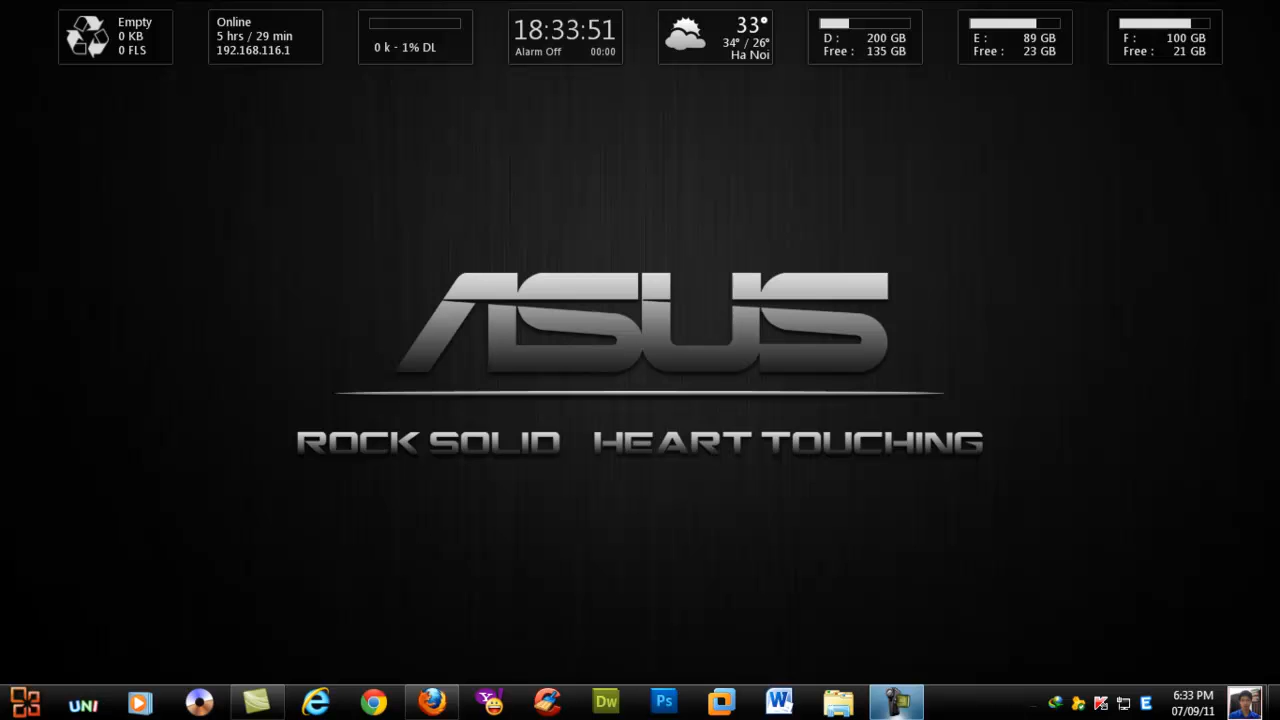 Empty
0 KB
0 FLS
Online
5 hrs / 29 min
192.168.116.1
0 k - 1% DL
18:33:51
Alarm Off 00:00
33°
34° / 26°
Ha Noi
D : 200 GB
Free : 135 GB
E : 89 GB
Free : 23 GB
F : 100 GB
Free : 21 GB
ASUS
ROCK SOLID HEART TOUCHING
UNI
Dw
Ps
W
E
6:33 PM
07/09/11